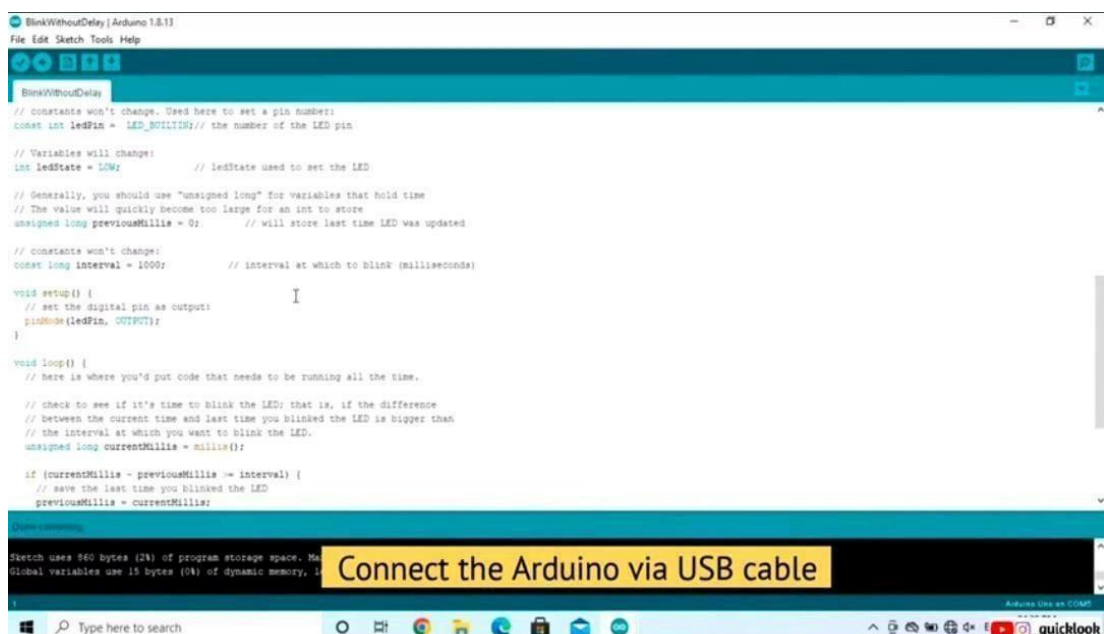 BlinkWithoutDelay | Arduino 1.8.13
File Edit Sketch Tools Help
BlinkWithoutDelay
// constants won't change. Used here to set a pin number:
const int ledPin = LED_BUILTIN;// the number of the LED pin
// Variables will change:
int ledState = LOW; // ledState used to set the LED
// Generally, you should use "unsigned long" for variables that hold time
// The value will quickly become too large for an int to store
unsigned long previousMillis = 0; // will store last time LED was updated
// constants won't change:
const long interval = 1000; // interval at which to blink (milliseconds)
void setup() {
// set the digital pin as output:
pinMode(ledPin, OUTPUT);
}
void loop() {
// here is where you'd put code that needs to be running all the time.
// check to see if it's time to blink the LED; that is, if the difference
// between the current time and last time you blinked the LED is bigger than
// the interval at which you want to blink the LED.
unsigned long currentMillis = millis();
if (currentMillis - previousMillis >= interval) {
// save the last time you blinked the LED
previousMillis = currentMillis;
Done compiling.
Sketch uses 860 bytes (2%) of program storage space.
Global variables use 15 bytes (0%) of dynamic memory,
Connect the Arduino via USB cable
1
Arduino Uno on COM5
Type here to search
quicklook